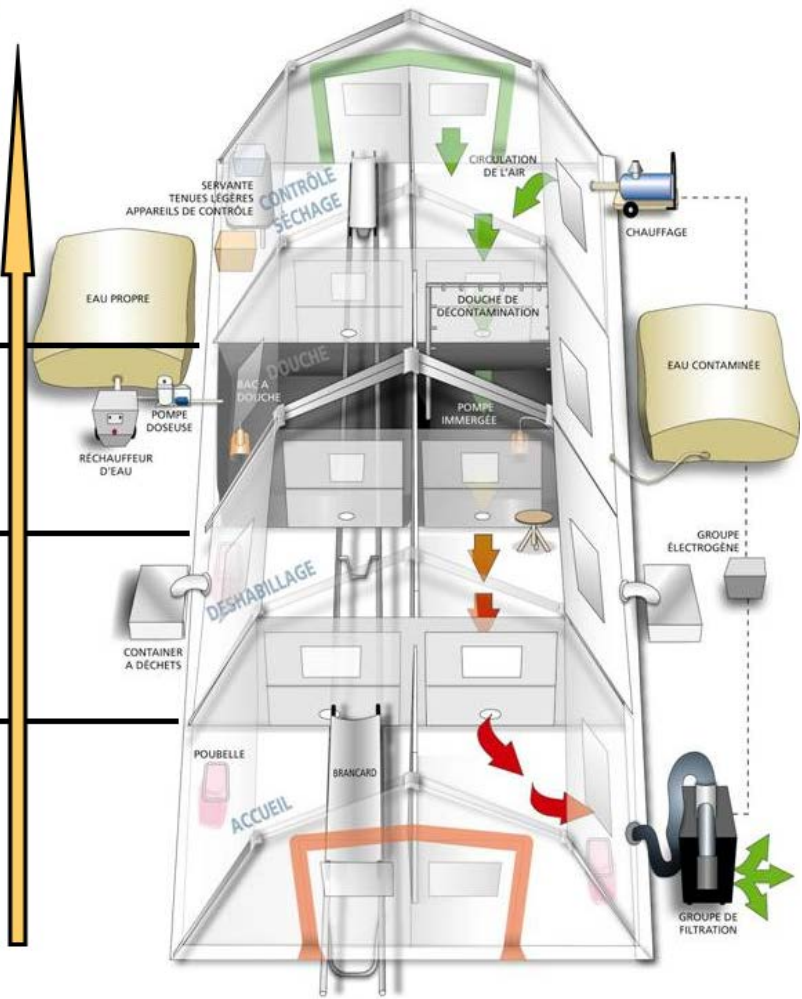 CIRCULATION
DE L'AIR
SERVANTE
TENUES LÉGÈRES
APPAREILS DE CONTRÔLE
CONTRÔLE
SÉCHAGE
CHAUFFAGE
EAU PROPRE
DOUCHE DE
DÉCONTAMINATION
DOUCHE
BAC A
DOUCHE
EAU CONTAMINÉE
POMPE
IMMERGÉE
POMPE
DOSEUSE
RÉCHAUFFEUR
D'EAU
GROUPE
ÉLECTROGÈNE
DESHABILLAGE
CONTAINER
A DÉCHETS
POUBELLE
BRANCARD
ACCUEIL
GROUPE DE
FILTRATION